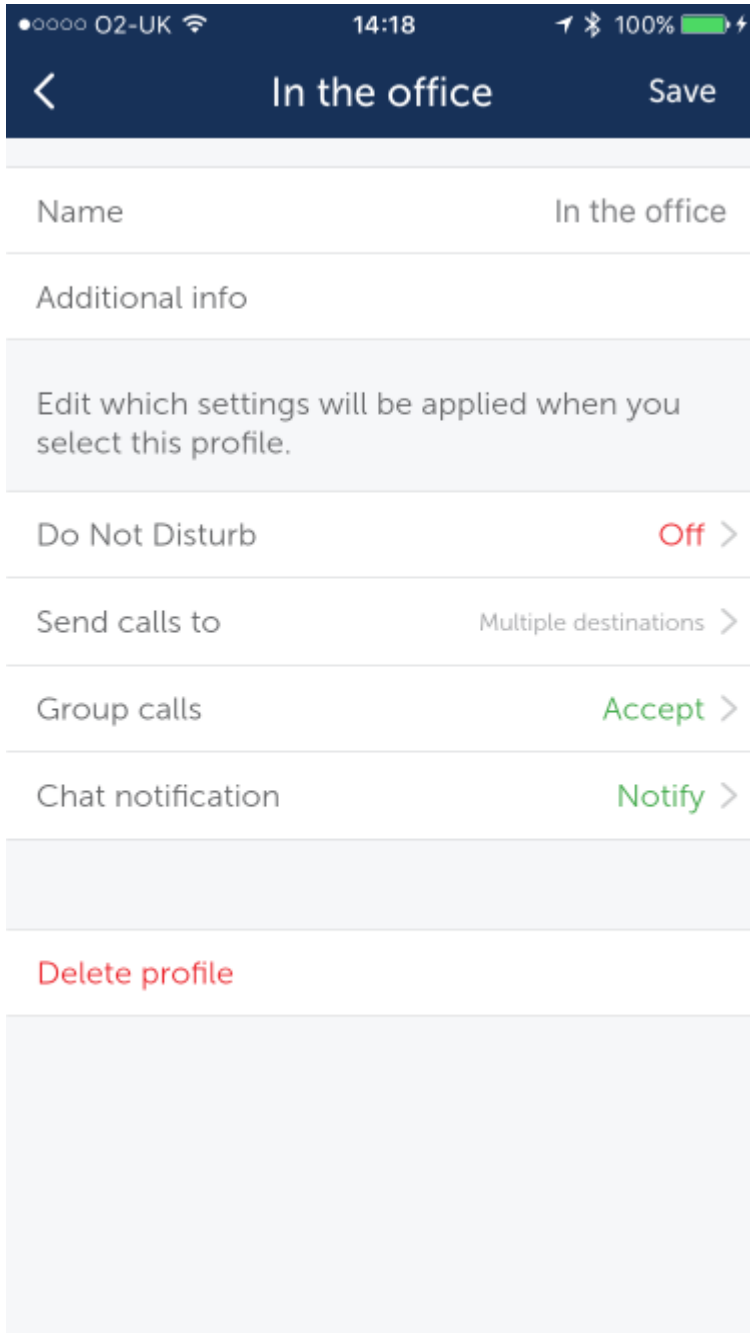 O2-UK 14:18 100%
In the office Save
Name In the office
Additional info
Edit which settings will be applied when you
select this profile.
Do Not Disturb Off
Send calls to Multiple destinations
Group calls Accept
Chat notification Notify
Delete profile